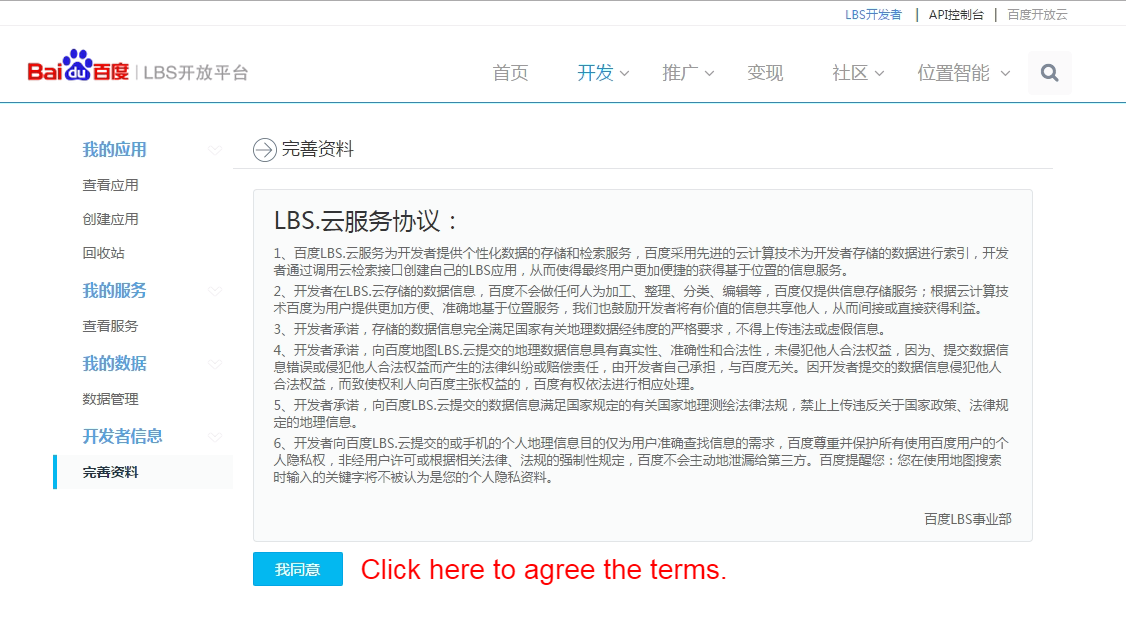 LBS开发者 | API控制台 | 百度开放云
Baidu百度 | LBS开放平台
首页 开发 推广 变现 社区 位置智能
我的应用
查看应用
创建应用
回收站
我的服务
查看服务
我的数据
数据管理
开发者信息
完善资料
完善资料
LBS.云服务协议：
1、百度LBS.云服务为开发者提供个性化数据的存储和检索服务，百度采用先进的云计算技术为开发者存储的数据进行索引，开发
者通过调用云检索接口创建自己的LBS应用，从而使得最终用户更加便捷的获得基于位置的信息服务。
2、开发者在LBS.云存储的数据信息，百度不会做任何人为加工、整理、分类、编辑等，百度仅提供信息存储服务；根据云计算技
术百度为用户提供更加方便、准确地基于位置服务，我们也鼓励开发者将有价值的信息共享他人，从而间接或直接获得利益。
3、开发者承诺，存储的数据信息完全满足国家有关地理数据经纬度的严格要求，不得上传违法或虚假信息。
4、开发者承诺，向百度地图LBS.云提交的地理数据信息具有真实性、准确性和合法性，未侵犯他人合法权益，因为、提交数据信
息错误或侵犯他人合法权益而产生的法律纠纷或赔偿责任，由开发者自己承担，与百度无关。因开发者提交的数据信息侵犯他人
合法权益，而致使权利人向百度主张权益的，百度有权依法进行相应处理。
5、开发者承诺，向百度LBS.云提交的数据信息满足国家规定的有关国家地理测绘法律法规，禁止上传违反关于国家政策、法律规
定的地理信息。
6、开发者向百度LBS.云提交的或手机的个人地理信息目的仅为用户准确查找信息的需求，百度尊重并保护所有使用百度用户的个
人隐私权，非经用户许可或根据相关法律、法规的强制性规定，百度不会主动地泄漏给第三方。百度提醒您：您在使用地图搜索
时输入的关键字将不被认为是您的个人隐私资料。
百度LBS事业部
我同意 Click here to agree the terms.